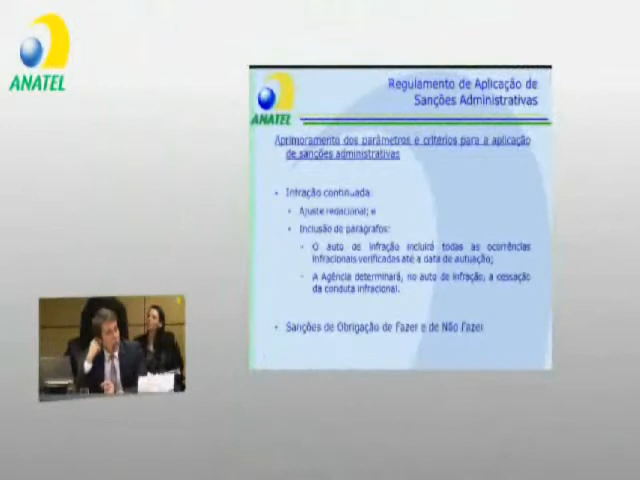 ANATEL
ANATEL
Regulamento de Aplicação de
Sanções Administrativas
Aprimoramento dos parâmetros e critérios para a aplicação
de sanções administrativas
• Infração continuada
• Ajuste redacional; e
• Inclusão de parágrafos:
- O auto de infração incluirá todas as ocorrências
infracionais verificadas até a data de autuação;
- A Agência determinará, no auto de infração, a cessação
da conduta infracional.
• Sanções de Obrigação de Fazer e de Não Fazer